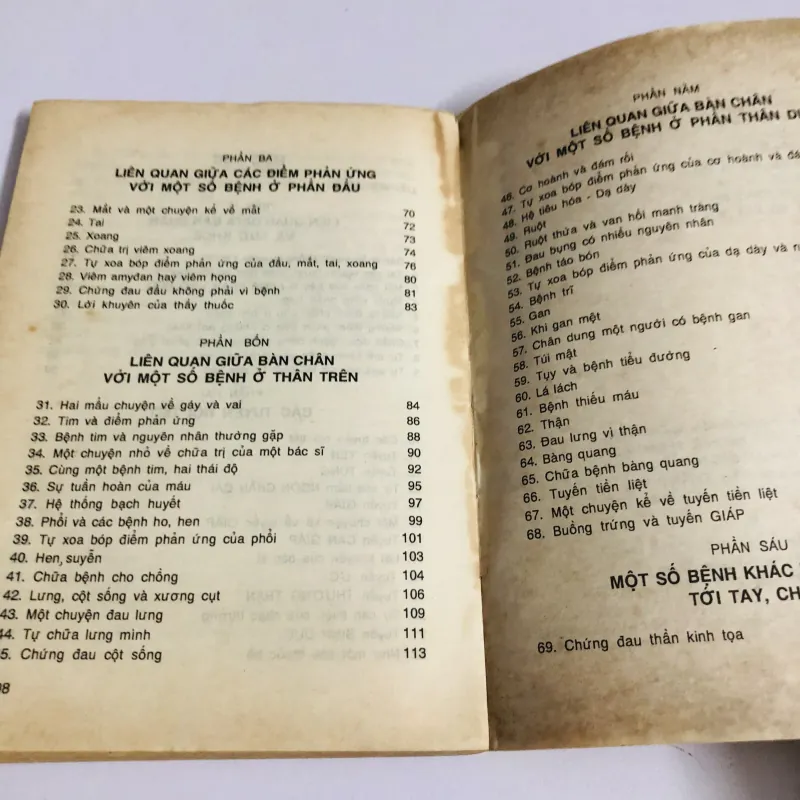 PHẦN BA
LIÊN QUAN GIỮA CÁC ĐIỂM PHẢN ỨNG
VỚI MỘT SỐ BỆNH Ở PHẦN ĐẦU
23. Mắt và một chuyện kể về mắt 70
24. Tai 72
25. Xoang 73
26. Chữa trị viêm xoang 74
27. Tự xoa bóp điểm phản ứng của đầu, mắt, tai, xoang 76
28. Viêm amyđan hay viêm họng 80
29. Chứng đau đầu không phải vì bệnh 81
30. Lời khuyên của thầy thuốc 83
PHẦN BỐN
LIÊN QUAN GIỮA BÀN CHÂN
VỚI MỘT SỐ BỆNH Ở THÂN TRÊN
31. Hai mẩu chuyện về gáy và vai 84
32. Tim và điểm phản ứng 86
33. Bệnh tim và nguyên nhân thường gặp 88
34. Một chuyện nhỏ về chữa trị của một bác sĩ 90
35. Cùng một bệnh tim, hai thái độ 92
36. Sự tuần hoàn của máu 95
37. Hệ thống bạch huyết 97
38. Phổi và các bệnh ho, hen 99
39. Tự xoa bóp điểm phản ứng của phổi 101
40. Hen, suyễn 103
41. Chữa bệnh cho chồng 104
42. Lưng, cột sống và xương cụt 106
43. Một chuyện đau lưng 109
44. Tự chữa lưng mình 111
5. Chứng đau cột sống 113
98
PHẦN NĂM
LIÊN QUAN GIỮA BÀN CHÂN
VỚI MỘT SỐ BỆNH Ở PHẦN THÂN
46. Cơ hoành và đám rối
47. Tự xoa bóp điểm phản ứng của cơ hoành và
48. Hệ tiêu hóa - Dạ dày
49. Ruột
50. Ruột thừa và van hồi manh tràng
51. Đau bụng có nhiều nguyên nhân
52. Bệnh táo bón
53. Tự xoa bóp điểm phản ứng của dạ dày và
54. Bệnh trĩ
55. Gan
56. Khi gan mệt
57. Chân dung một người có bệnh gan
58. Túi mật
59. Tụy và bệnh tiểu đường
60. Lá lách
61. Bệnh thiếu máu
62. Thận
63. Đau lưng vì thận
64. Bàng quang
65. Chữa bệnh bàng quang
66. Tuyến tiền liệt
67. Một chuyện kể về tuyến tiền liệt
68. Buồng trứng và tuyến GIÁP
PHẦN SÁU
MỘT SỐ BỆNH KHÁC
TỚI TAY, CH
69. Chứng đau thần kinh tọa